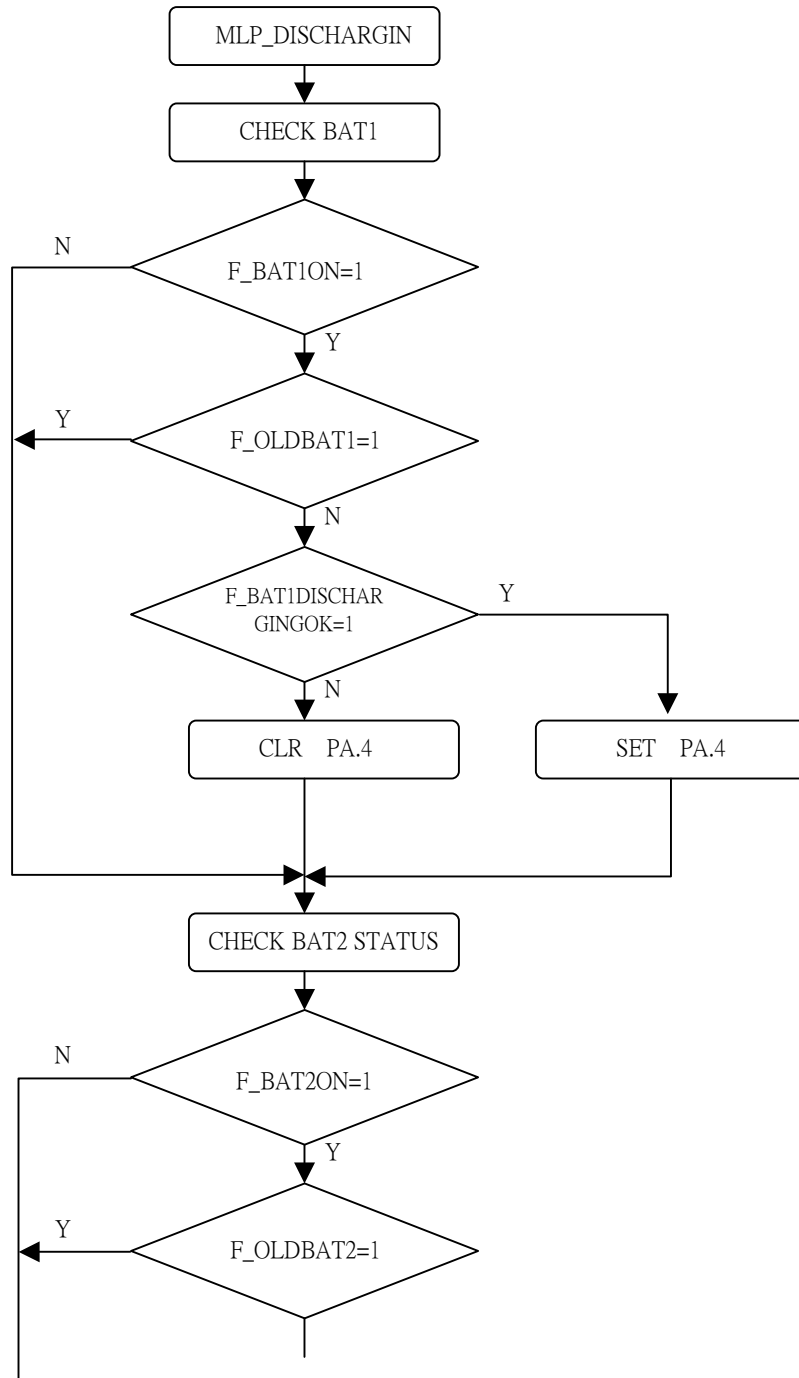 MLP_DISCHARGIN
CHECK BAT1
N
F_BAT1ON=1
Y
Y
F_OLDBAT1=1
N
F_BAT1DISCHAR
GINGOK=1
Y
N
CLR PA.4
SET PA.4
CHECK BAT2 STATUS
N
F_BAT2ON=1
Y
Y
F_OLDBAT2=1